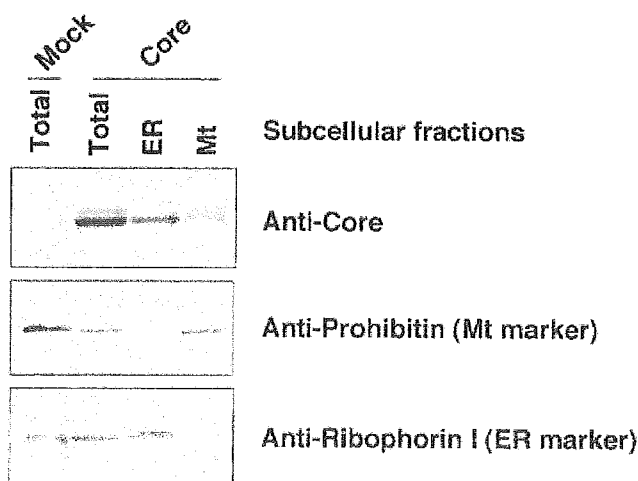 Mock Core
Total Total ER Mt Subcellular fractions
Anti-Core
Anti-Prohibitin (Mt marker)
Anti-Ribophorin I (ER marker)